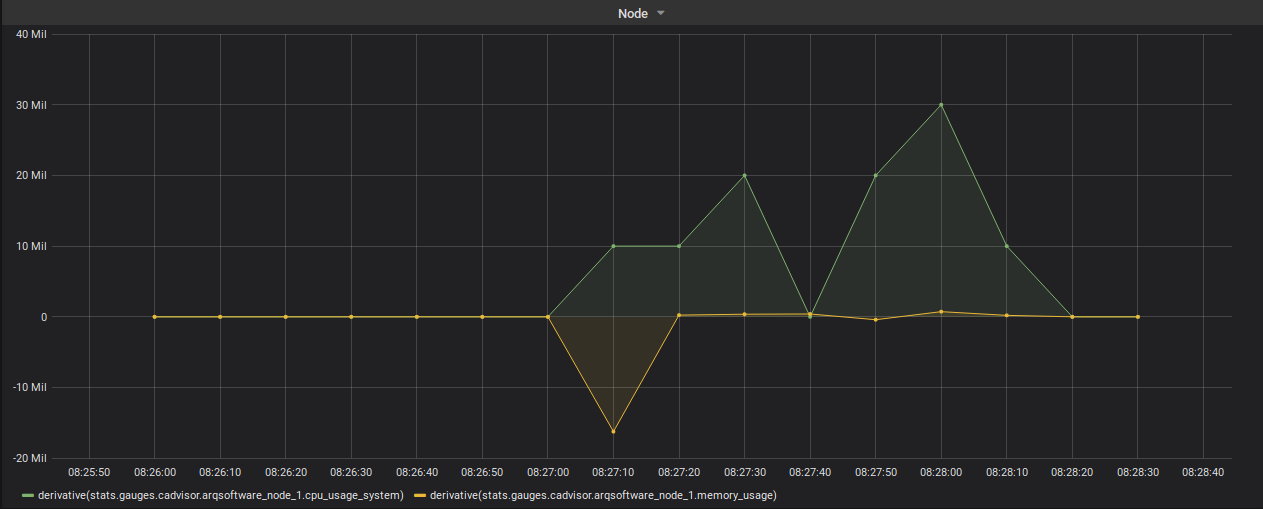 Node
40 Mil
30 Mil
20 Mil
10 Mil
0
-10 Mil
-20 Mil
08:25:50 08:26:00 08:26:10 08:26:20 08:26:30 08:26:40 08:26:50 08:27:00 08:27:10 08:27:20 08:27:30 08:27:40 08:27:50 08:28:00 08:28:10 08:28:20 08:28:30 08:28:40
derivative(stats.gauges.cadvisor.arqsoftware_node_1.cpu_usage_system) derivative(stats.gauges.cadvisor.arqsoftware_node_1.memory_usage)